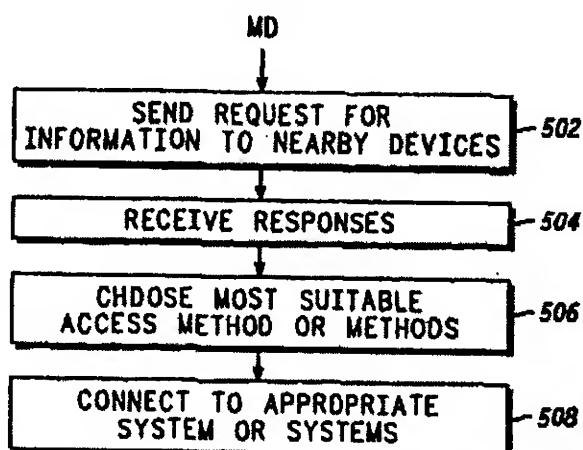 MD
SEND REQUEST FOR
INFORMATION TO NEARBY DEVICES
502
RECEIVE RESPONSES
504
CHOOSE MOST SUITABLE
ACCESS METHOD OR METHODS
506
CONNECT TO APPROPRIATE
SYSTEM OR SYSTEMS
508